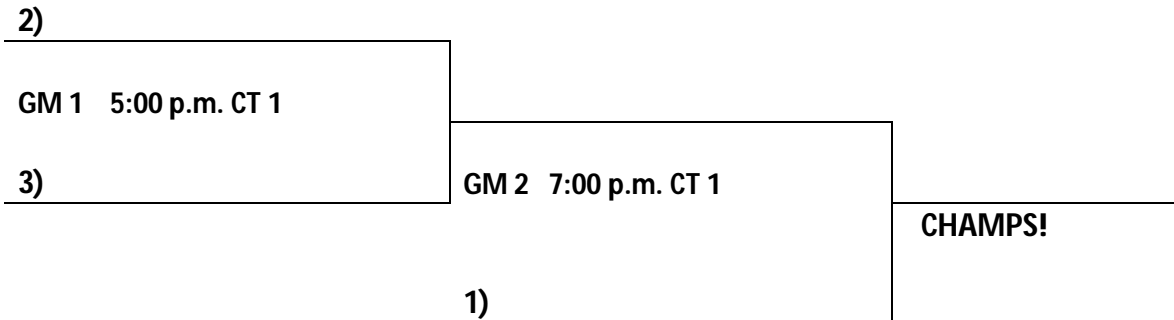 2)
GM 1 5:00 p.m. CT 1
3)
GM 2 7:00 p.m. CT 1
CHAMPS!
1)